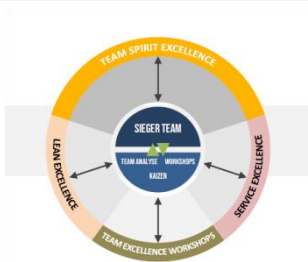 TEAM SPIRIT EXCELLENCE
SIEGER TEAM
TEAM ANALYSE WORKSHOPS
KAIZEN
LEAN EXCELLENCE
SERVICE EXCELLENCE
TEAM EXCELLENCE WORKSHOPS